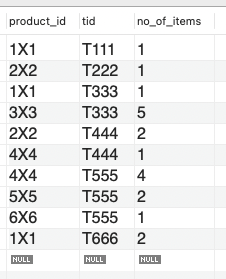 product_id tid no_of_items
1X1 T111 1
2X2 T222 1
1X1 T333 1
3X3 T333 5
2X2 T444 2
4X4 T444 1
4X4 T555 4
5X5 T555 2
6X6 T555 1
1X1 T666 2
NULL NULL NULL